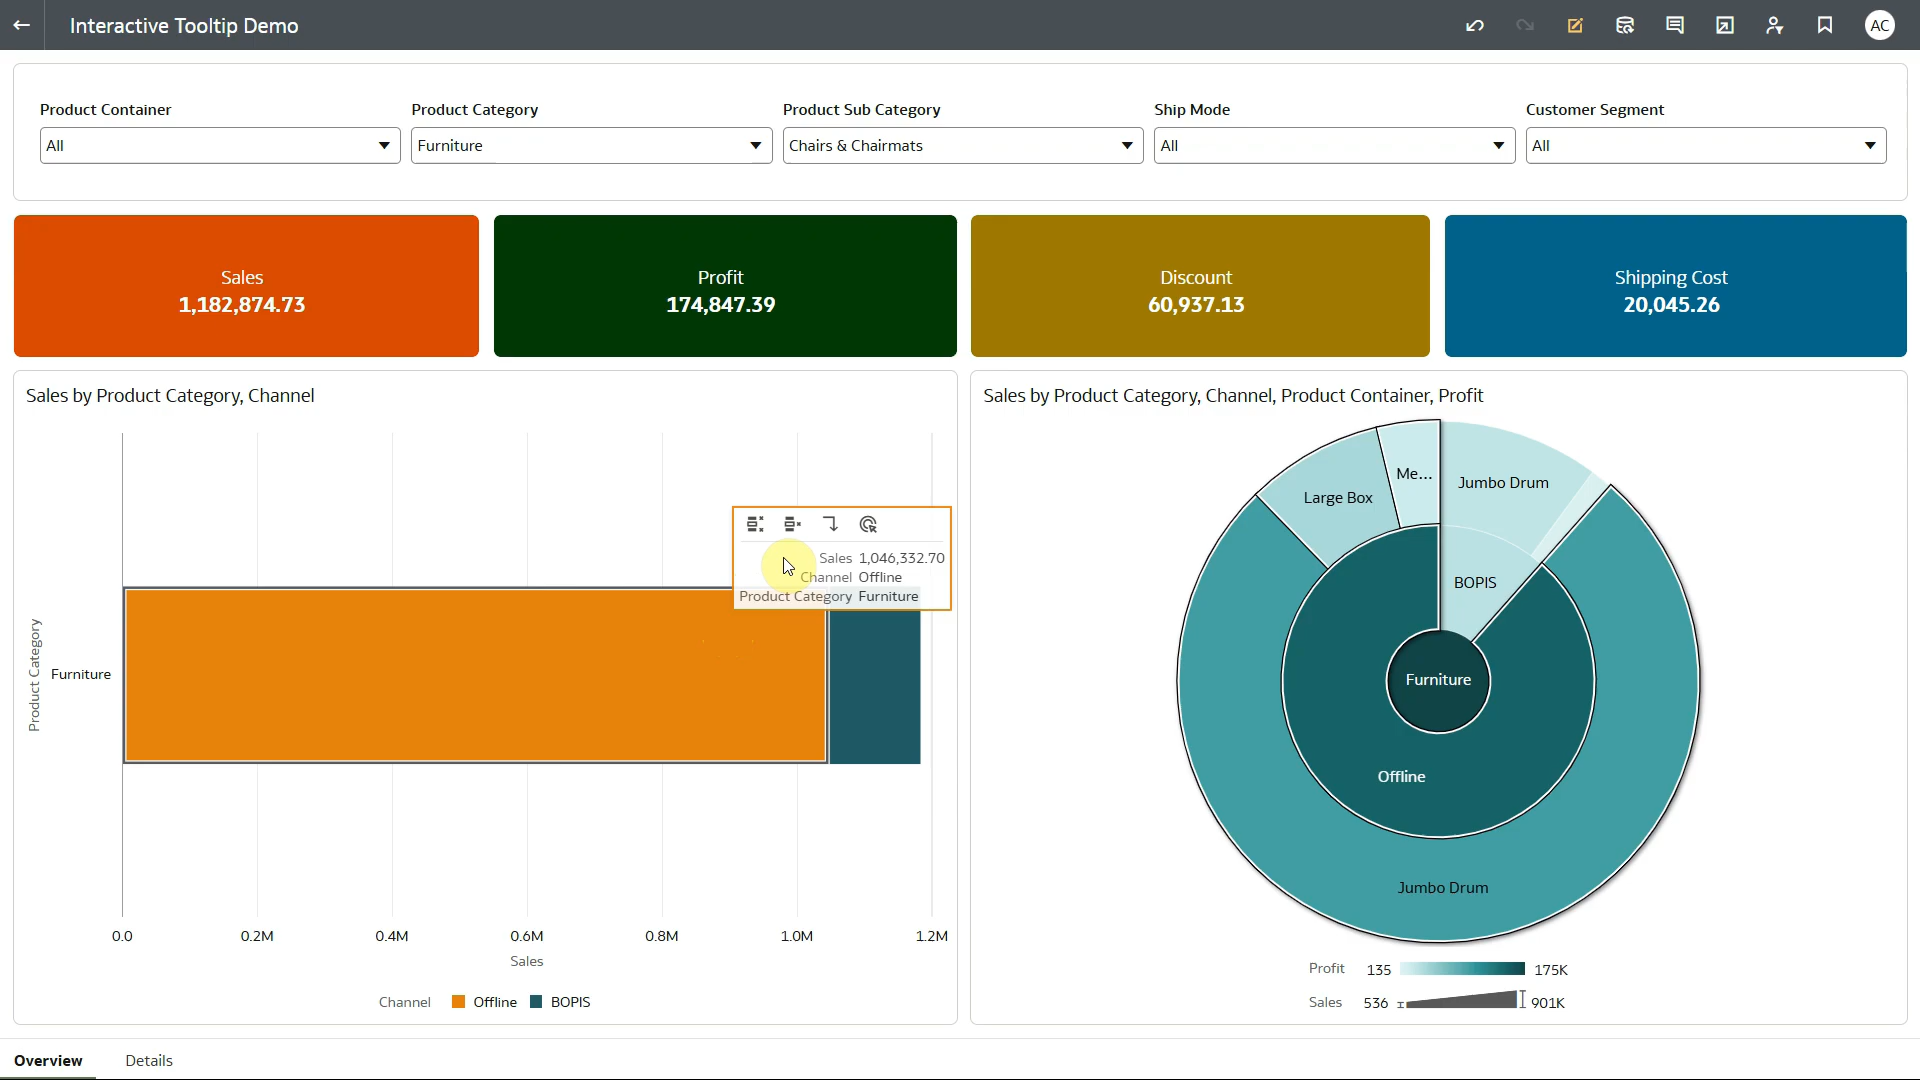 Interactive Tooltip Demo
AC
Product Container
Product Category
Product Sub Category
Ship Mode
Customer Segment
All
Furniture
Chairs & Chairmats
All
All
Sales
1,182,874.73
Profit
174,847.39
Discount
60,937.13
Shipping Cost
20,045.26
Sales by Product Category, Channel
Sales 1,046,332.70
Channel Offline
Product Category Furniture
Product Category
Furniture
0.0
0.2M
0.4M
0.6M
0.8M
1.0M
1.2M
Sales
Channel Offline BOPIS
Sales by Product Category, Channel, Product Container, Profit
Me...
Jumbo Drum
Large Box
BOPIS
Furniture
Offline
Jumbo Drum
Profit 135 175K
Sales 536 901K
Overview
Details